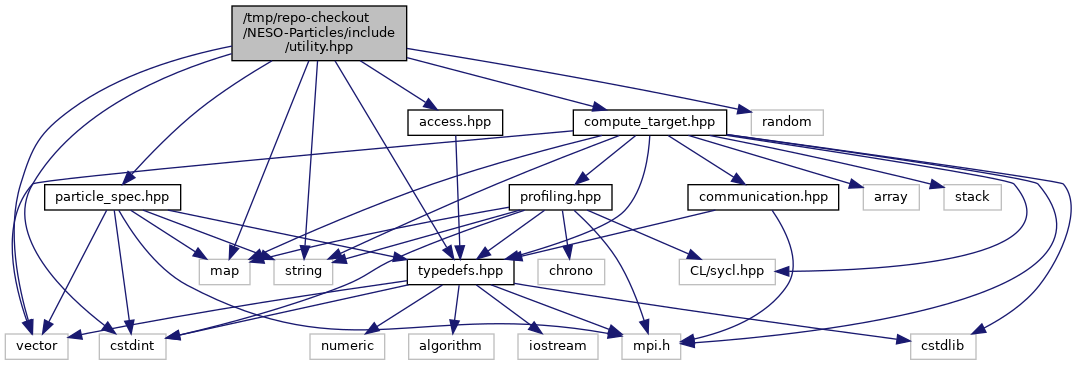 /tmp/repo-checkout
/NESO-Particles/include
/utility.hpp
access.hpp
compute_target.hpp
random
particle_spec.hpp
profiling.hpp
communication.hpp
array
stack
map
string
typedefs.hpp
chrono
CL/sycl.hpp
vector
cstdint
numeric
algorithm
iostream
mpi.h
cstdlib